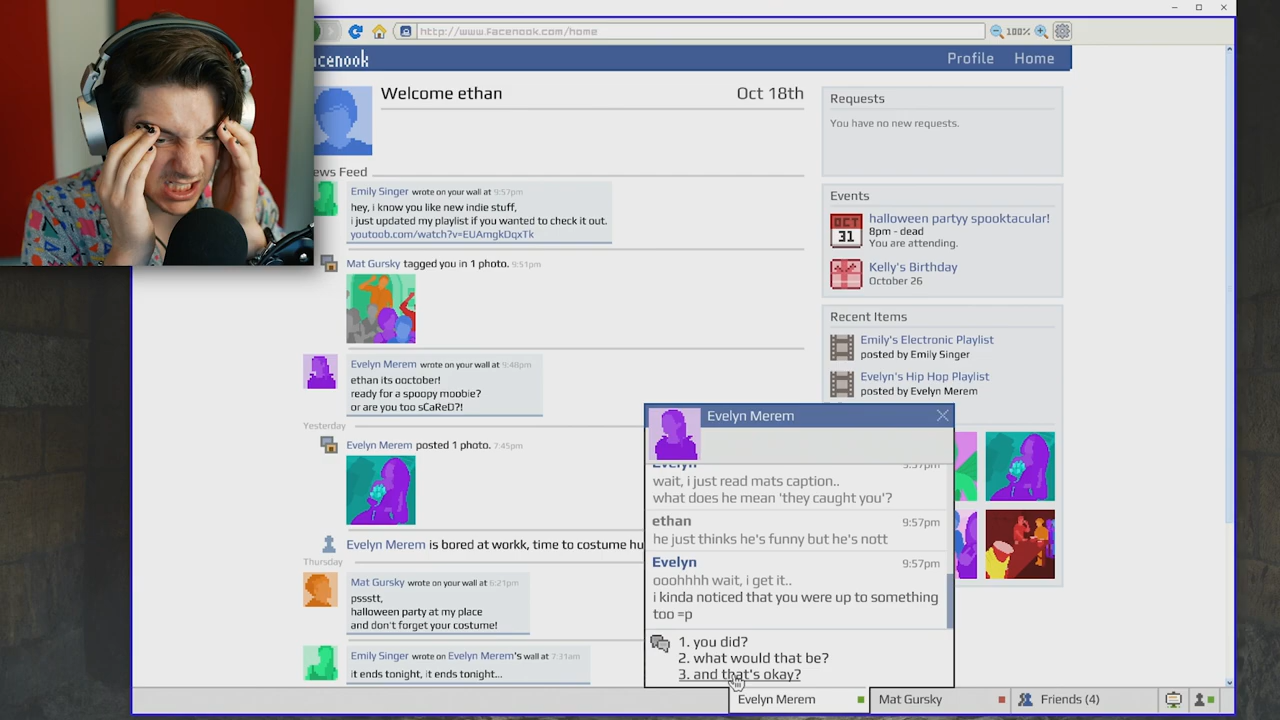 http://www.facenook.com/home
100%
acenook
Profile Home
Welcome ethan
Oct 18th
ews Feed
Emily Singer wrote on your wall at 9:57pm
hey, i know you like new indie stuff,
i just updated my playlist if you wanted to check it out.
youtoob.com/watch?v=EUAmgkDqxTk
Mat Gursky tagged you in 1 photo. 9:51pm
Evelyn Merem wrote on your wall at 9:48pm
ethan its ooctober!
ready for a spoopy moobie?
or are you too sCaReD?!
Yesterday
Evelyn Merem posted 1 photo. 7:45pm
Evelyn Merem is bored at workk, time to costume hu
Thursday
Mat Gursky wrote on your wall at 6:21pm
pssstt,
halloween party at my place
and don't forget your costume!
Emily Singer wrote on Evelyn Merem's wall at 7:31am
it ends tonight, it ends tonight...
Requests
You have no new requests.
Events
OCT
31
halloween partyy spooktacular!
8pm - dead
You are attending.
Kelly's Birthday
October 26
Recent Items
Emily's Electronic Playlist
posted by Emily Singer
Evelyn's Hip Hop Playlist
posted by Evelyn Merem
Evelyn Merem
Evelyn 9:57pm
wait, i just read mats caption..
what does he mean 'they caught you'?
ethan 9:57pm
he just thinks he's funny but he's nott
Evelyn 9:57pm
ooohhhh wait, i get it..
i kinda noticed that you were up to something
too =p
1. you did?
2. what would that be?
3. and that's okay?
Evelyn Merem
Mat Gursky
Friends (4)